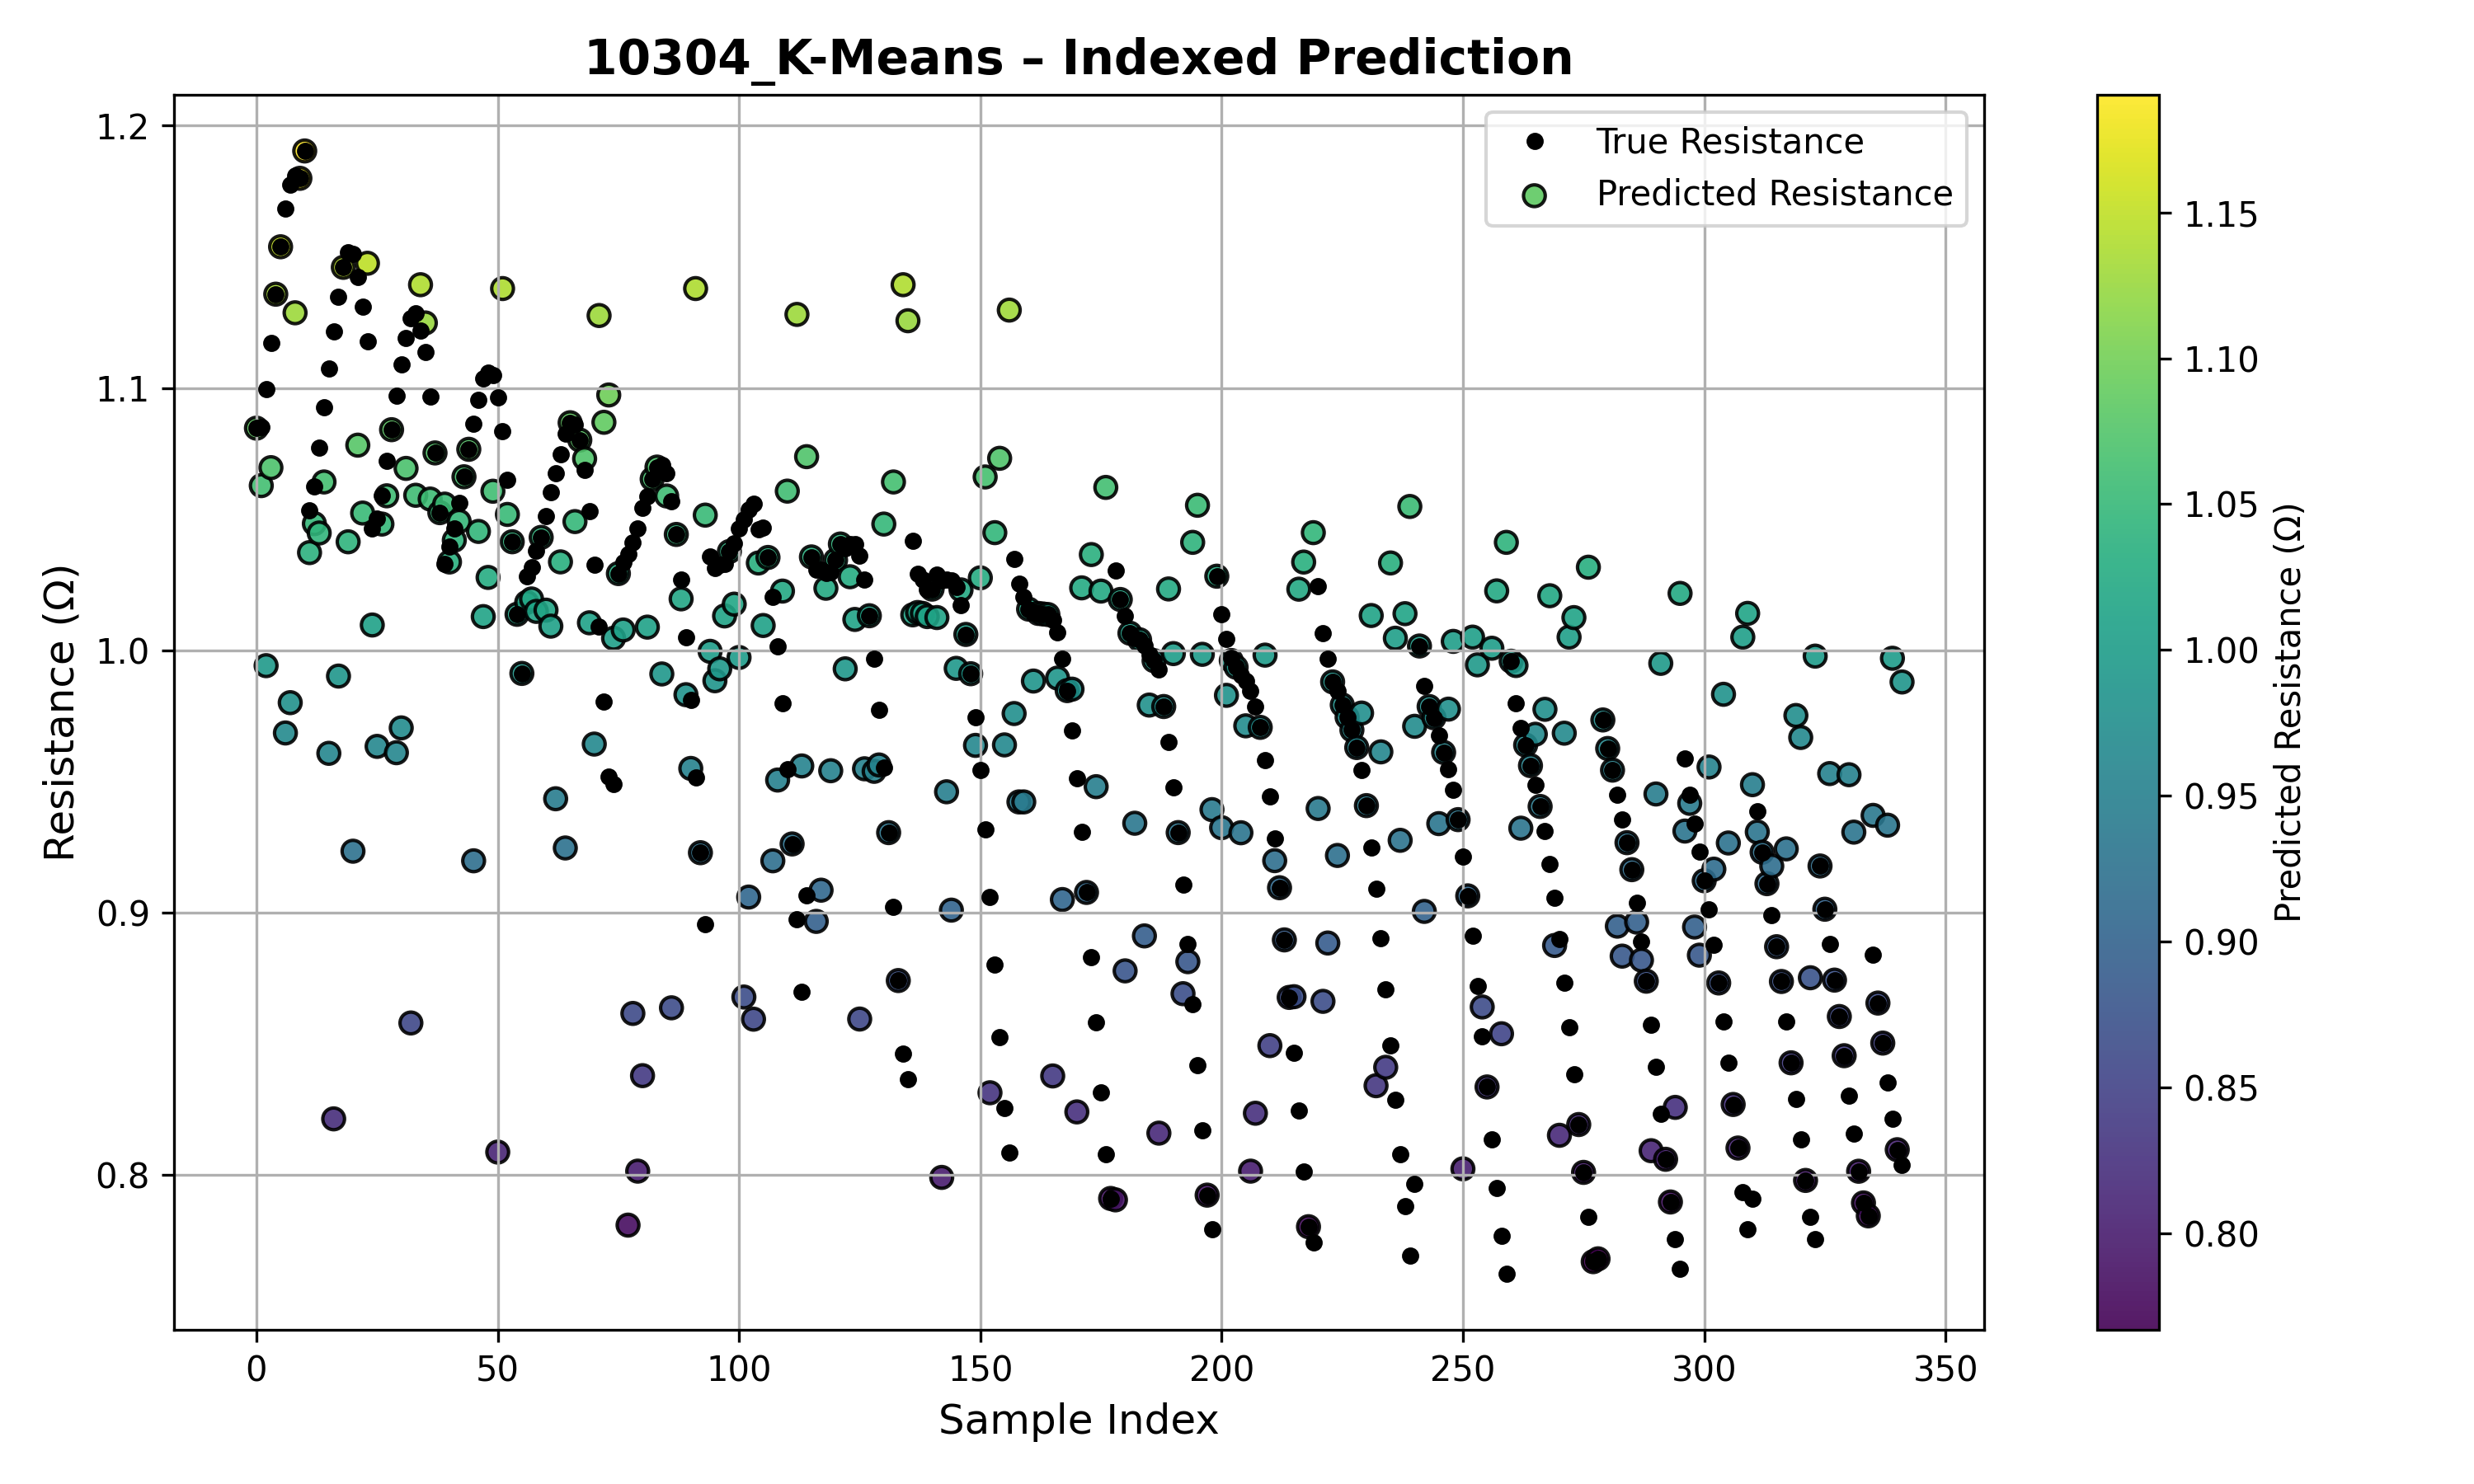 10304_K-Means – Indexed Prediction
True Resistance
Predicted Resistance
1.2
1.1
1.0
0.9
0.8
Resistance (Ω)
0 50 100 150 200 250 300 350
Sample Index
1.15
1.10
1.05
1.00
0.95
0.90
0.85
0.80
Predicted Resistance (Ω)